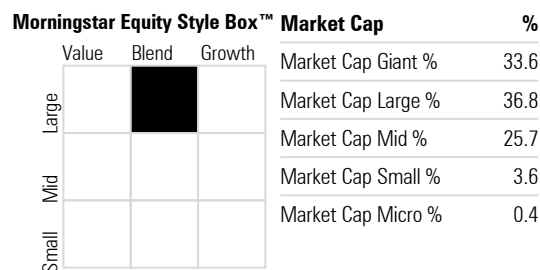 Morningstar Equity Style Box™
Value Blend Growth
Large
Mid
Small
Market Cap %
Market Cap Giant % 33.6
Market Cap Large % 36.8
Market Cap Mid % 25.7
Market Cap Small % 3.6
Market Cap Micro % 0.4